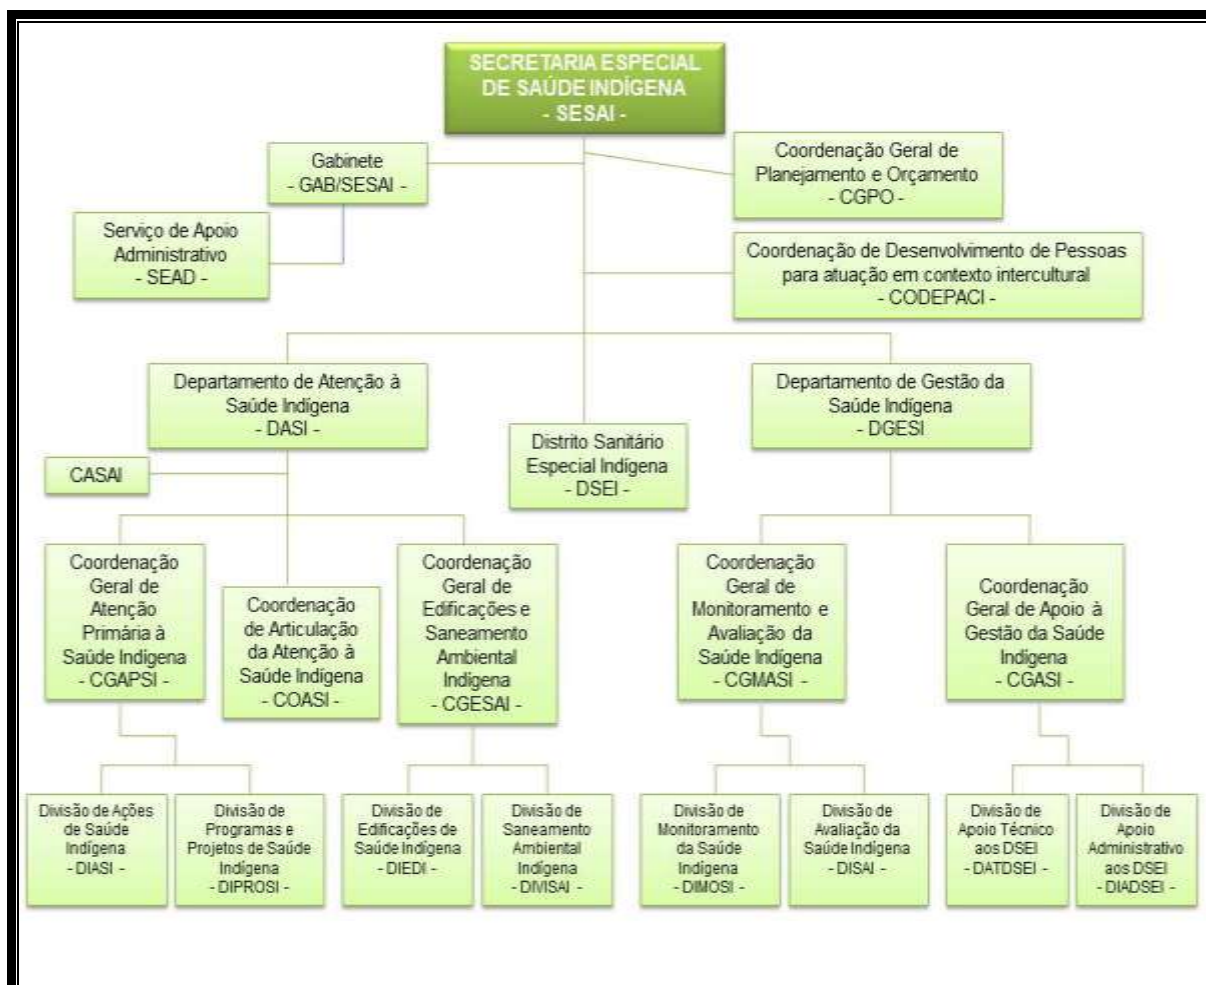 SECRETARIA ESPECIAL
DE SAÚDE INDÍGENA
- SESAI -
Gabinete
- GAB/SESAI -
Coordenação Geral de
Planejamento e Orçamento
- CGPO -
Serviço de Apoio
Administrativo
- SEAD -
Coordenação de Desenvolvimento de Pessoas
para atuação em contexto intercultural
- CODEPACI -
Departamento de Atenção à
Saúde Indígena
- DASI -
Distrito Sanitário
Especial Indígena
- DSEI -
Departamento de Gestão da
Saúde Indígena
- DGESI
CASAI
Coordenação
Geral de
Atenção
Primária à
Saúde Indígena
- CGAPSI -
Coordenação
de Articulação
da Atenção à
Saúde Indígena
- COASI -
Coordenação
Geral de
Edificações e
Saneamento
Ambiental
Indígena
- CGESAI -
Coordenação
Geral de
Monitoramento e
Avaliação da
Saúde Indígena
- CGMASI -
Coordenação
Geral de Apoio à
Gestão da Saúde
Indígena
- CGASI -
Divisão de Ações
de Saúde
Indígena
- DIASI -
Divisão de
Programas e
Projetos de Saúde
Indígena
- DIPROSI -
Divisão de
Edificações de
Saúde Indígena
- DIEDI -
Divisão de
Saneamento
Ambiental
Indígena
- DIVISAI -
Divisão de
Monitoramento
da Saúde
Indígena
- DIMOSI -
Divisão de
Avaliação da
Saúde Indígena
- DISAI -
Divisão de
Apoio Técnico
aos DSEI
- DATDSEI -
Divisão de
Apoio
Administrativo
aos DSEI
- DIADSEI -